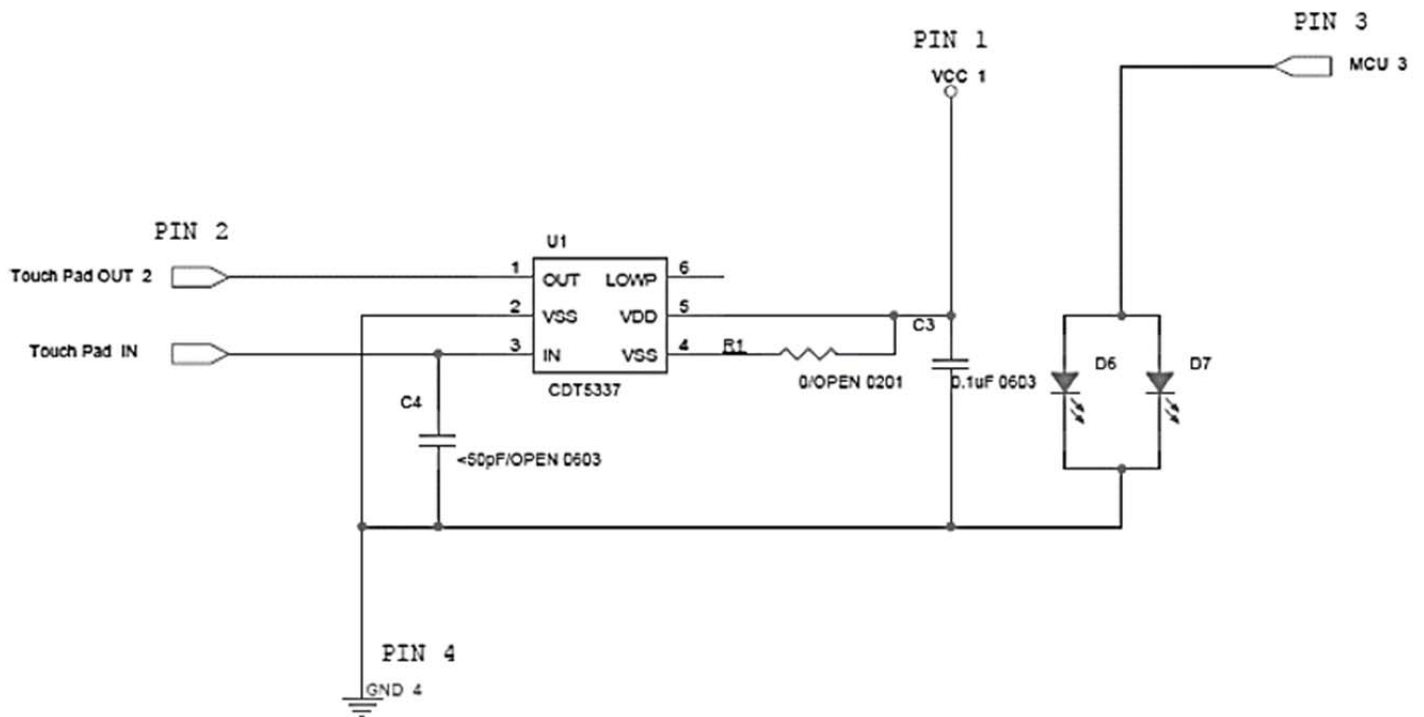 PIN 3
MCU 3
PIN 1
VCC 1
PIN 2
Touch Pad OUT 2
U1
1 OUT LOWP 6
2 VSS VDD 5
3 IN VSS 4
CDT5337
Touch Pad IN
R1
0/OPEN 0201
C3
0.1uF 0603
D6
D7
C4
<50pF/OPEN 0603
PIN 4
GND 4